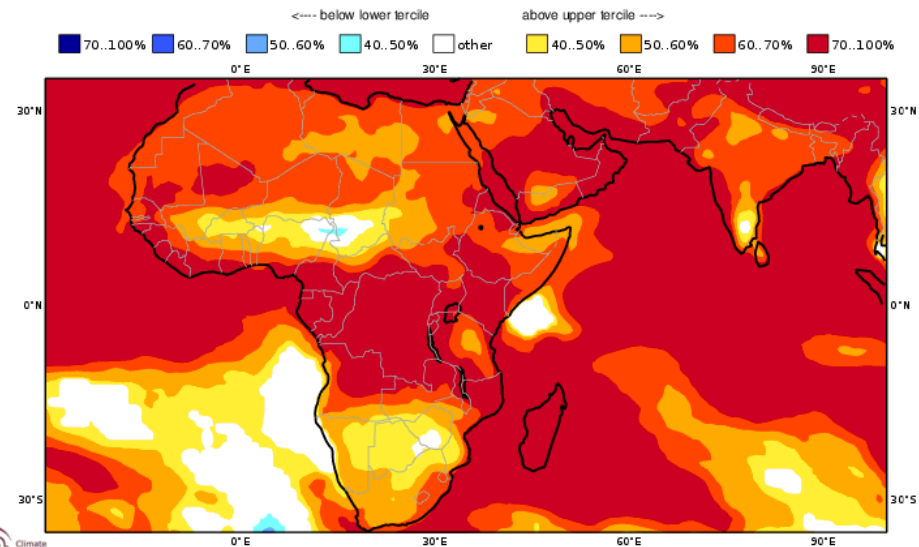 <---- below lower tercile above upper tercile ---->
70..100% 60..70% 50..60% 40..50% other 40..50% 50..60% 60..70% 70..100%
0°E 30°E 60°E 90°E
30°N 30°N
0°N 0°N
30°S 30°S
0°E 30°E 60°E 90°E
Climate